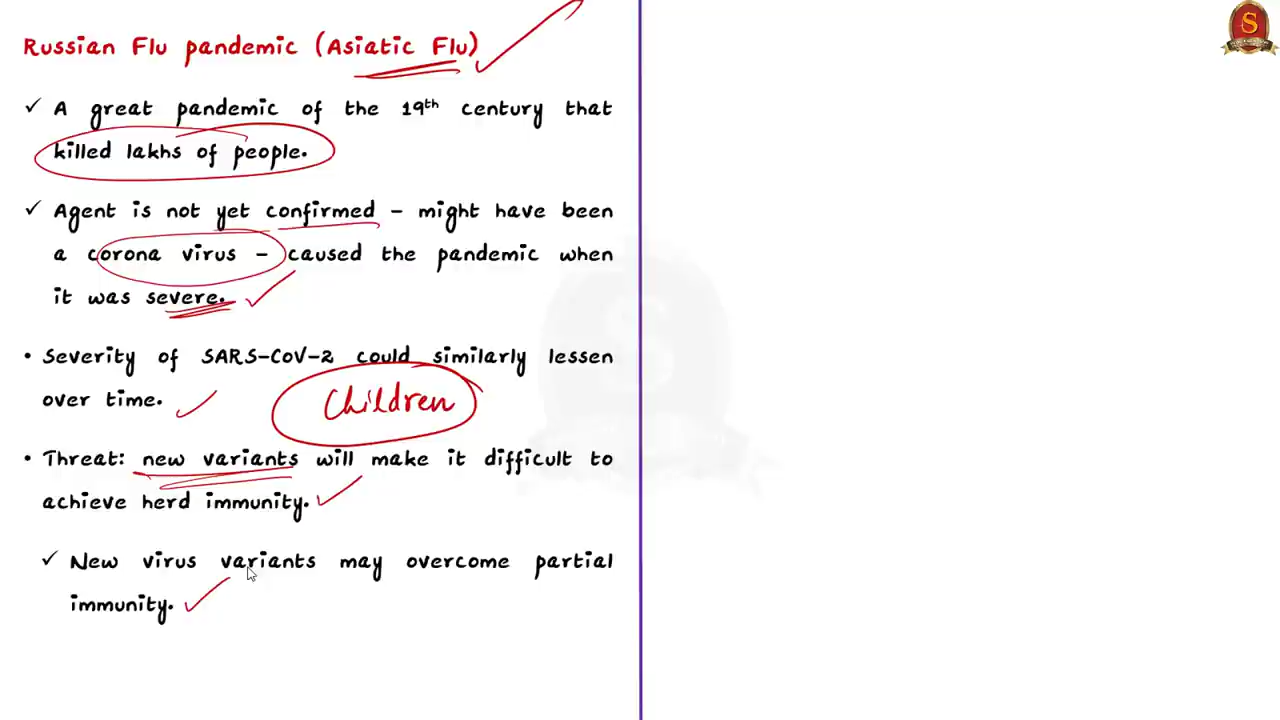 Russian Flu pandemic (Asiatic Flu)
✓ A great pandemic of the 19th century that
killed lakhs of people.
✓ Agent is not yet confirmed – might have been
a corona virus – caused the pandemic when
it was severe.
• Severity of SARS-CoV-2 could similarly lessen
over time.
Children
• Threat: new variants will make it difficult to
achieve herd immunity.
✓ New virus variants may overcome partial
immunity.
S